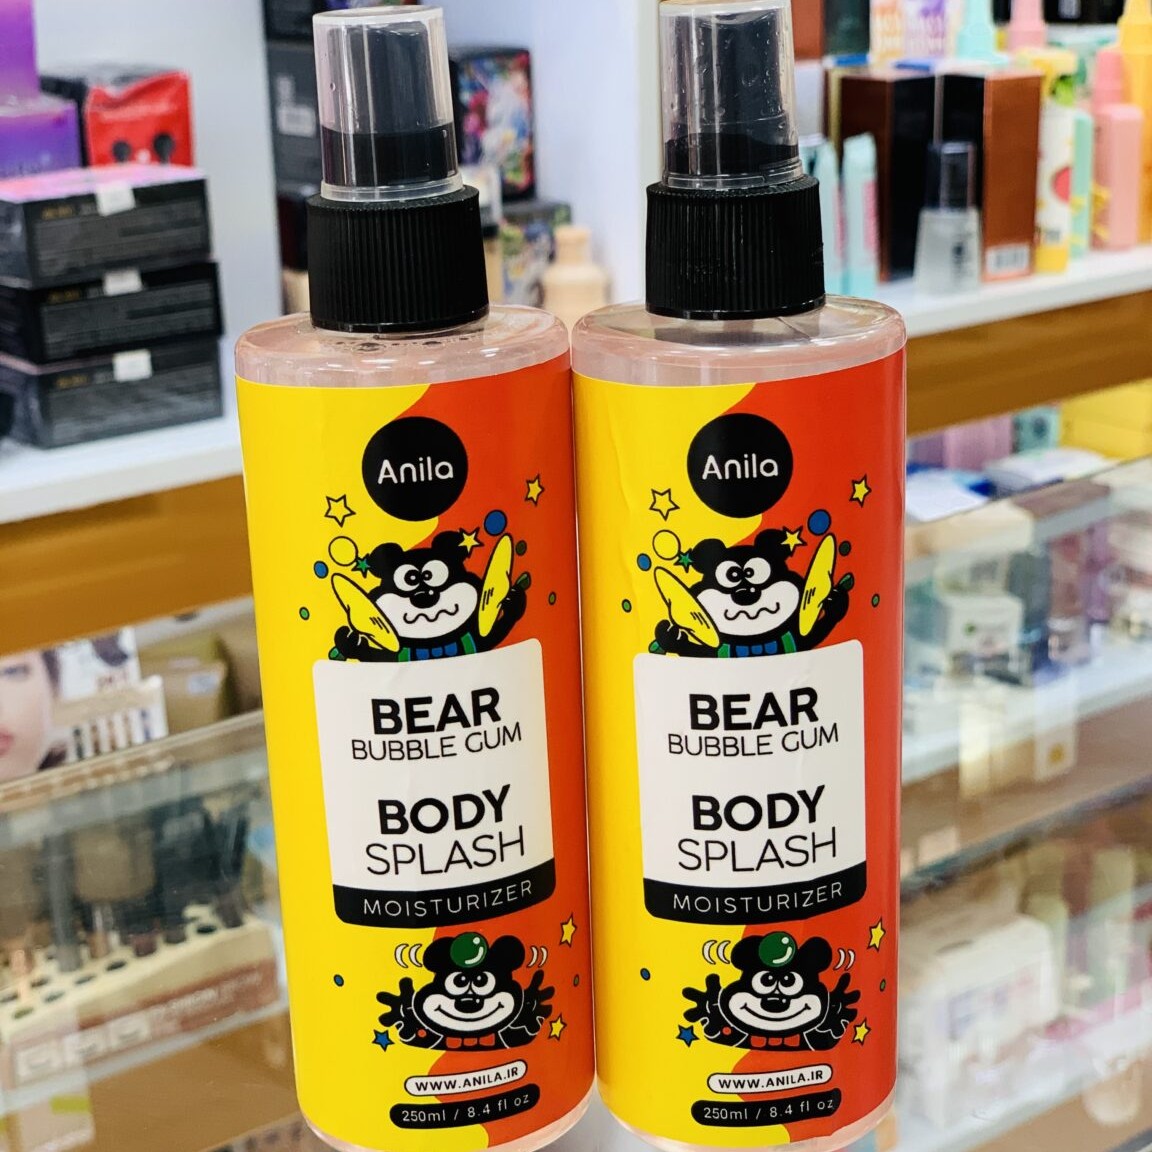 Anila
BEAR
BUBBLE GUM
BODY
SPLASH
MOISTURIZER
WWW.ANILA.IR
250ml / 8.4 fl oz
Anila
BEAR
BUBBLE GUM
BODY
SPLASH
MOISTURIZER
WWW.ANILA.IR
250ml / 8.4 fl oz